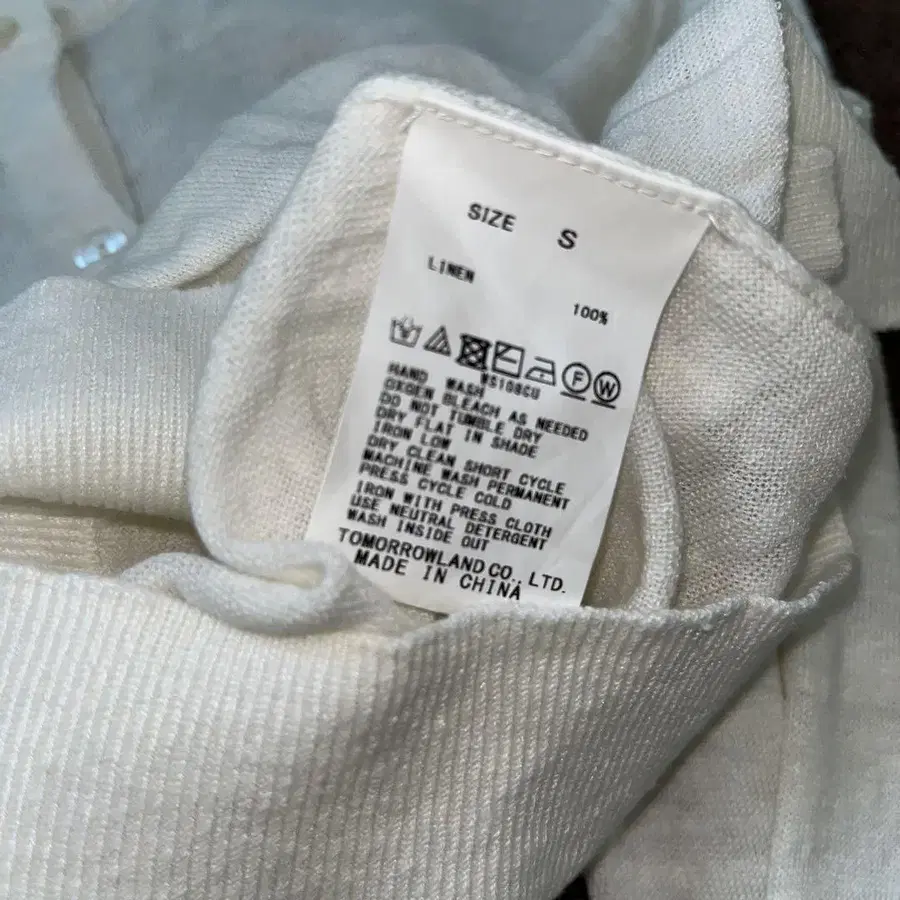 SIZE S
LINEN
100%
F W
WS108CU
HAND WASH
OXGEN BLEACH AS NEEDED
DO NOT TUMBLE DRY
DRY FLAT IN SHADE
IRON LOW
DRY CLEAN SHORT CYCLE
MACHINE WASH PERMANENT
PRESS CYCLE COLD
IRON WITH PRESS CLOTH
USE NEUTRAL DETERGENT
WASH INSIDE OUT
TOMORROWLAND CO., LTD.
MADE IN CHINA